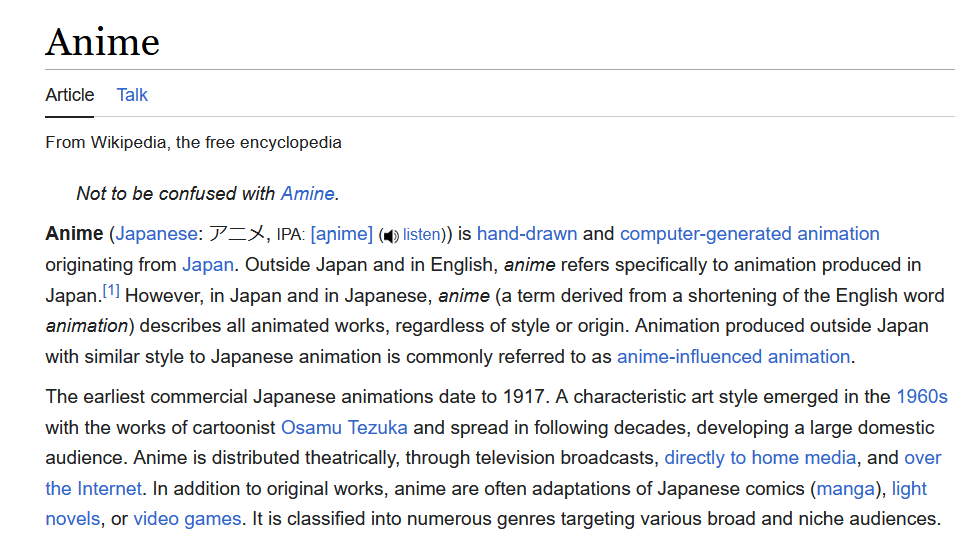 Anime
Article Talk
From Wikipedia, the free encyclopedia
Not to be confused with Amine.
Anime (Japanese: アニメ, IPA: [aɲime] (listen)) is hand-drawn and computer-generated animation
originating from Japan. Outside Japan and in English, anime refers specifically to animation produced in
Japan.[1] However, in Japan and in Japanese, anime (a term derived from a shortening of the English word
animation) describes all animated works, regardless of style or origin. Animation produced outside Japan
with similar style to Japanese animation is commonly referred to as anime-influenced animation.
The earliest commercial Japanese animations date to 1917. A characteristic art style emerged in the 1960s
with the works of cartoonist Osamu Tezuka and spread in following decades, developing a large domestic
audience. Anime is distributed theatrically, through television broadcasts, directly to home media, and over
the Internet. In addition to original works, anime are often adaptations of Japanese comics (manga), light
novels, or video games. It is classified into numerous genres targeting various broad and niche audiences.